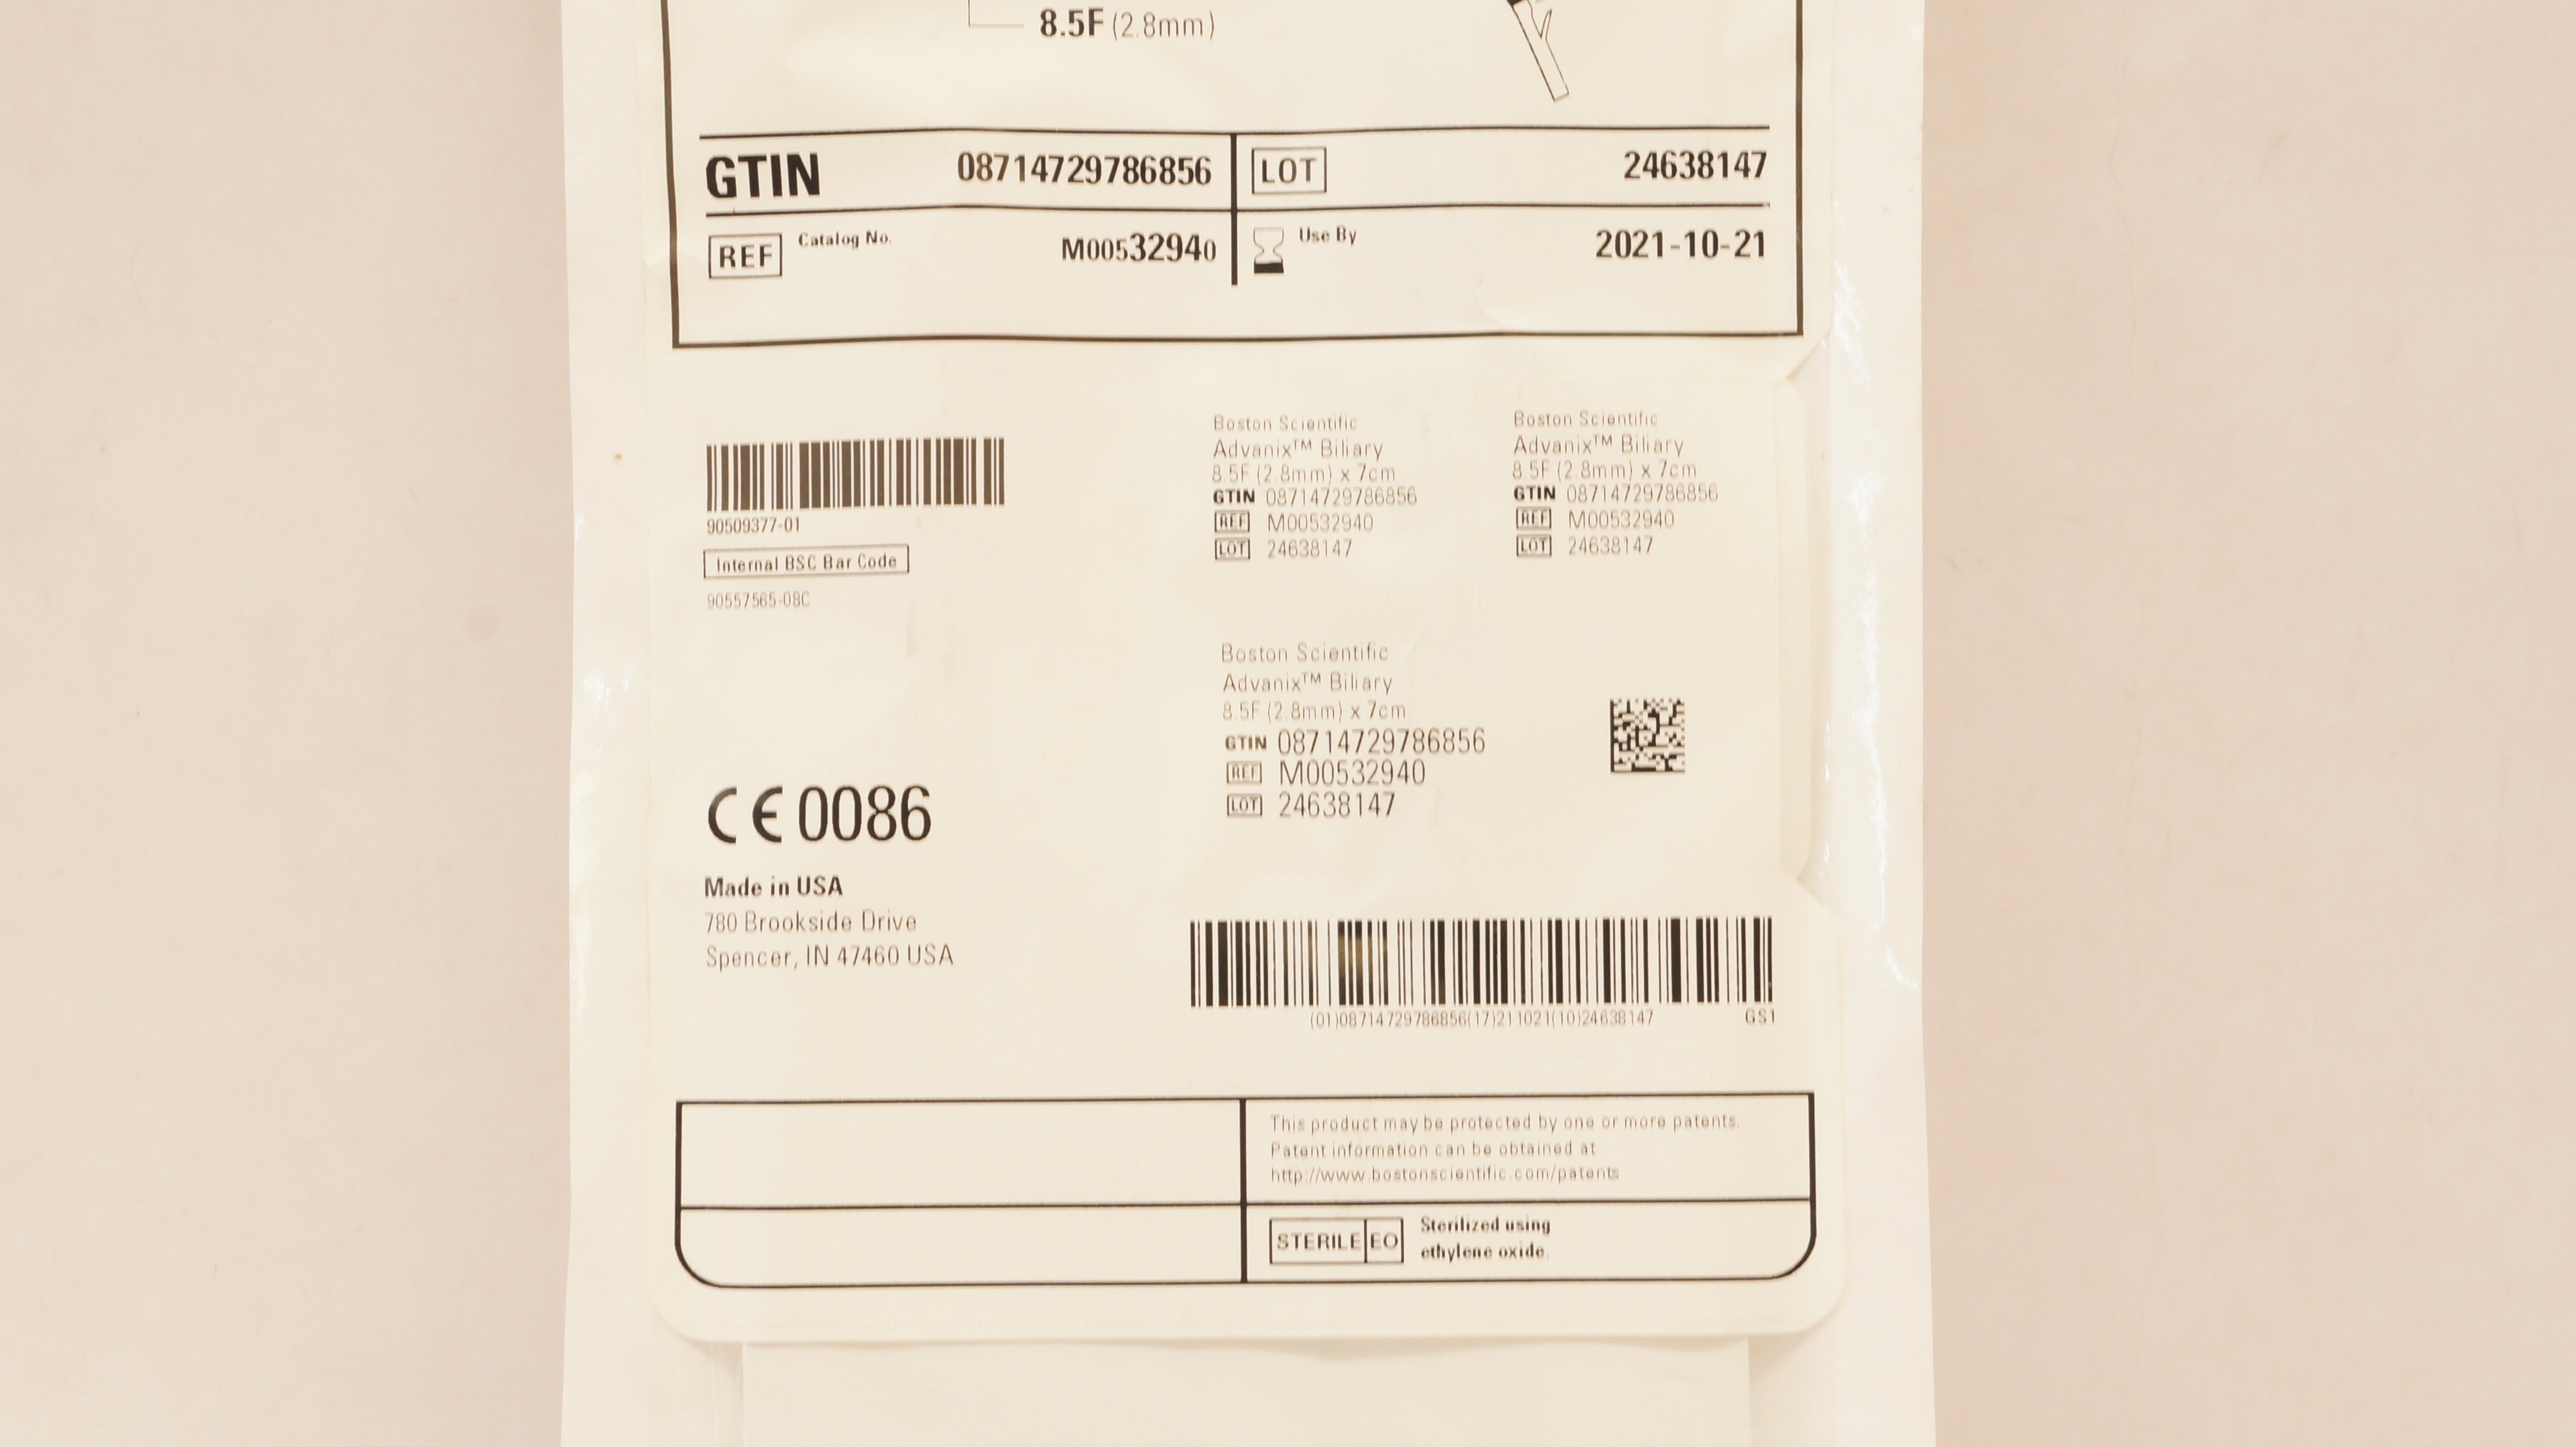 8.5F (2.8mm)
GTIN 08714729786856 LOT 24638147
REF Catalog No. M00532940 Use By 2021-10-21
90509377-01
Internal BSC Bar Code
90557565-08C
Boston Scientific
Advanix™ Biliary
8.5F (2.8mm) x 7cm
GTIN 08714729786856
REF M00532940
LOT 24638147
Boston Scientific
Advanix™ Biliary
8.5F (2.8mm) x 7cm
GTIN 08714729786856
REF M00532940
LOT 24638147
Boston Scientific
Advanix™ Biliary
8.5F (2.8mm) x 7cm
GTIN 08714729786856
REF M00532940
LOT 24638147
CE 0086
Made in USA
780 Brookside Drive
Spencer, IN 47460 USA
(01)08714729786856(17)211021(10)24638147 GS1
This product may be protected by one or more patents.
Patent information can be obtained at
http://www.bostonscientific.com/patents
STERILE EO Sterilized using
ethylene oxide.